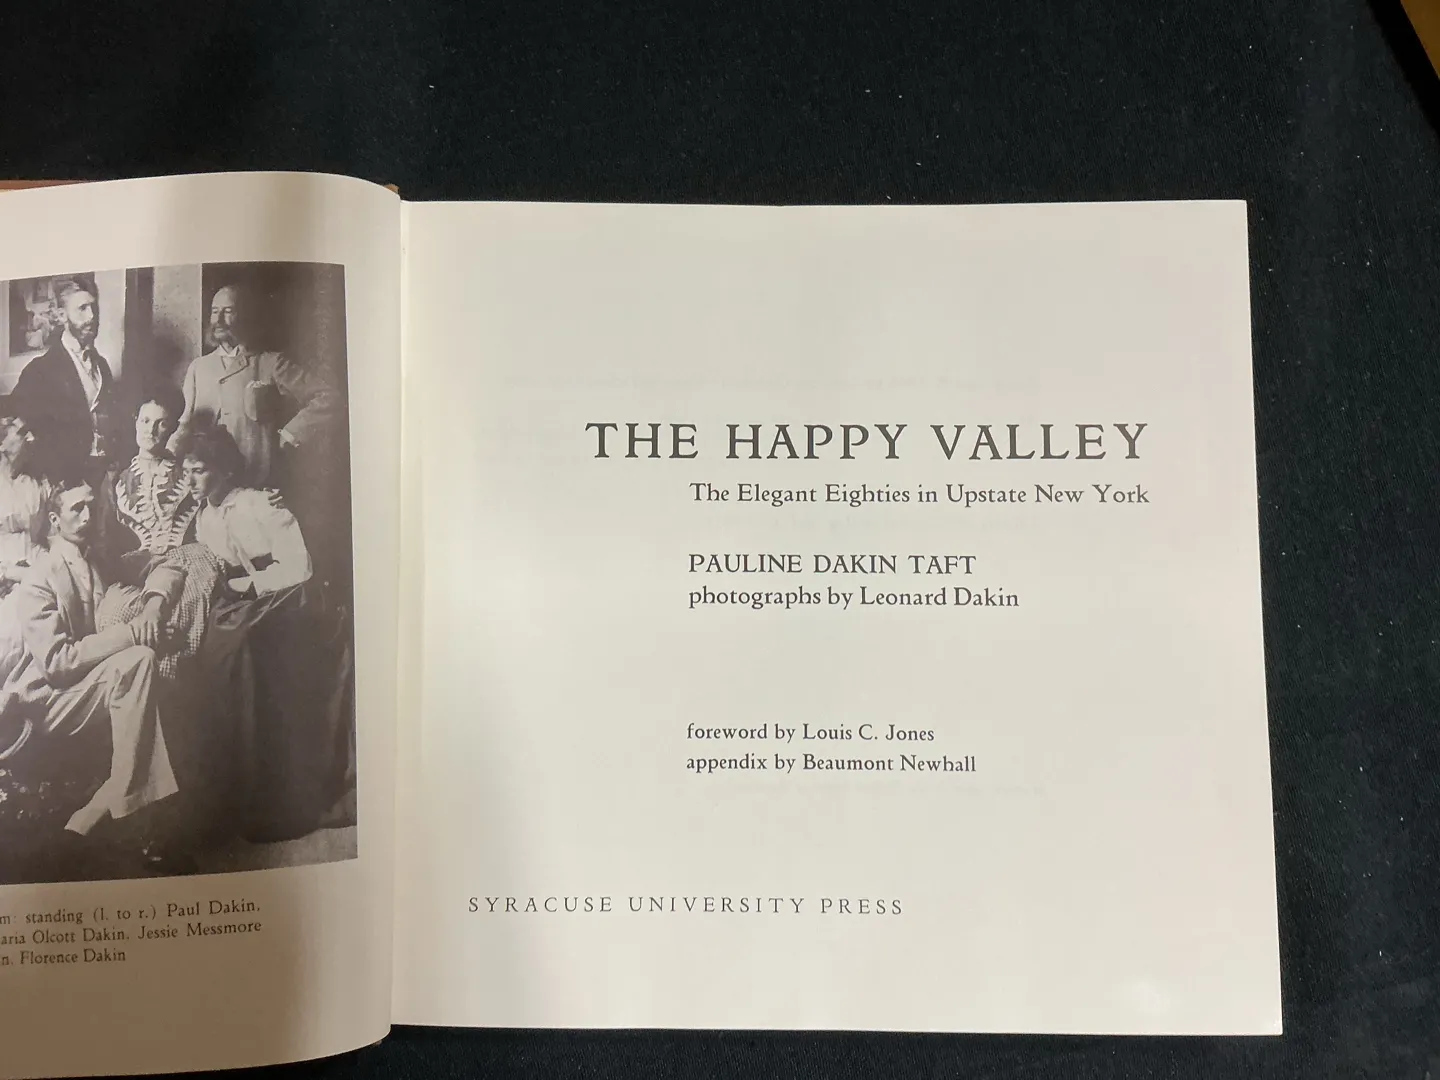 m: standing (l. to r.) Paul Dakin,
aria Olcott Dakin, Jessie Messmore
n, Florence Dakin
THE HAPPY VALLEY
The Elegant Eighties in Upstate New York
PAULINE DAKIN TAFT
photographs by Leonard Dakin
foreword by Louis C. Jones
appendix by Beaumont Newhall
SYRACUSE UNIVERSITY PRESS